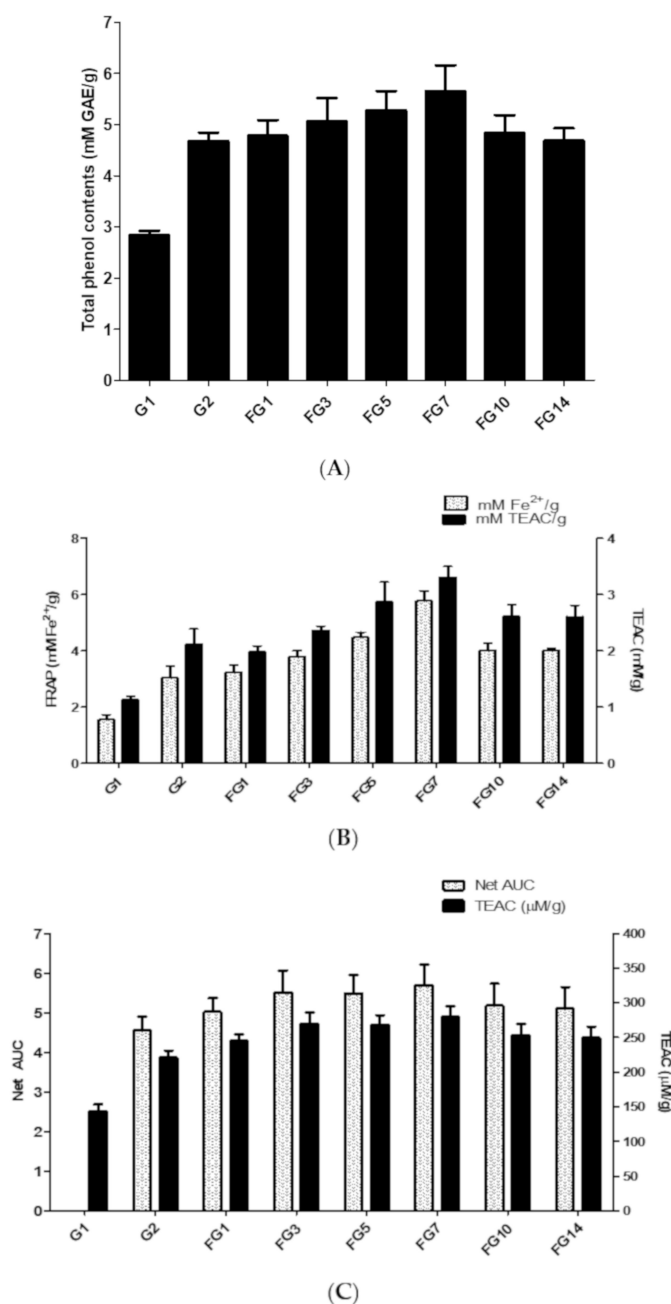 Total phenol contents (mM GAE/g)
7
6
5
4
3
2
1
0
G1 G2 FG1 FG3 FG5 FG7 FG10 FG14
(A)
mM Fe²⁺/g
mM TEAC/g
FRAP (mM Fe²⁺/g)
8
6
4
2
0
TEAC (mM/g)
4
3
2
1
0
G1 G2 FG1 FG3 FG5 FG7 FG10 FG14
(B)
Net AUC
TEAC (μM/g)
Net AUC
7
6
5
4
3
2
1
0
TEAC (μM/g)
400
350
300
250
200
150
100
50
0
G1 G2 FG1 FG3 FG5 FG7 FG10 FG14
(C)